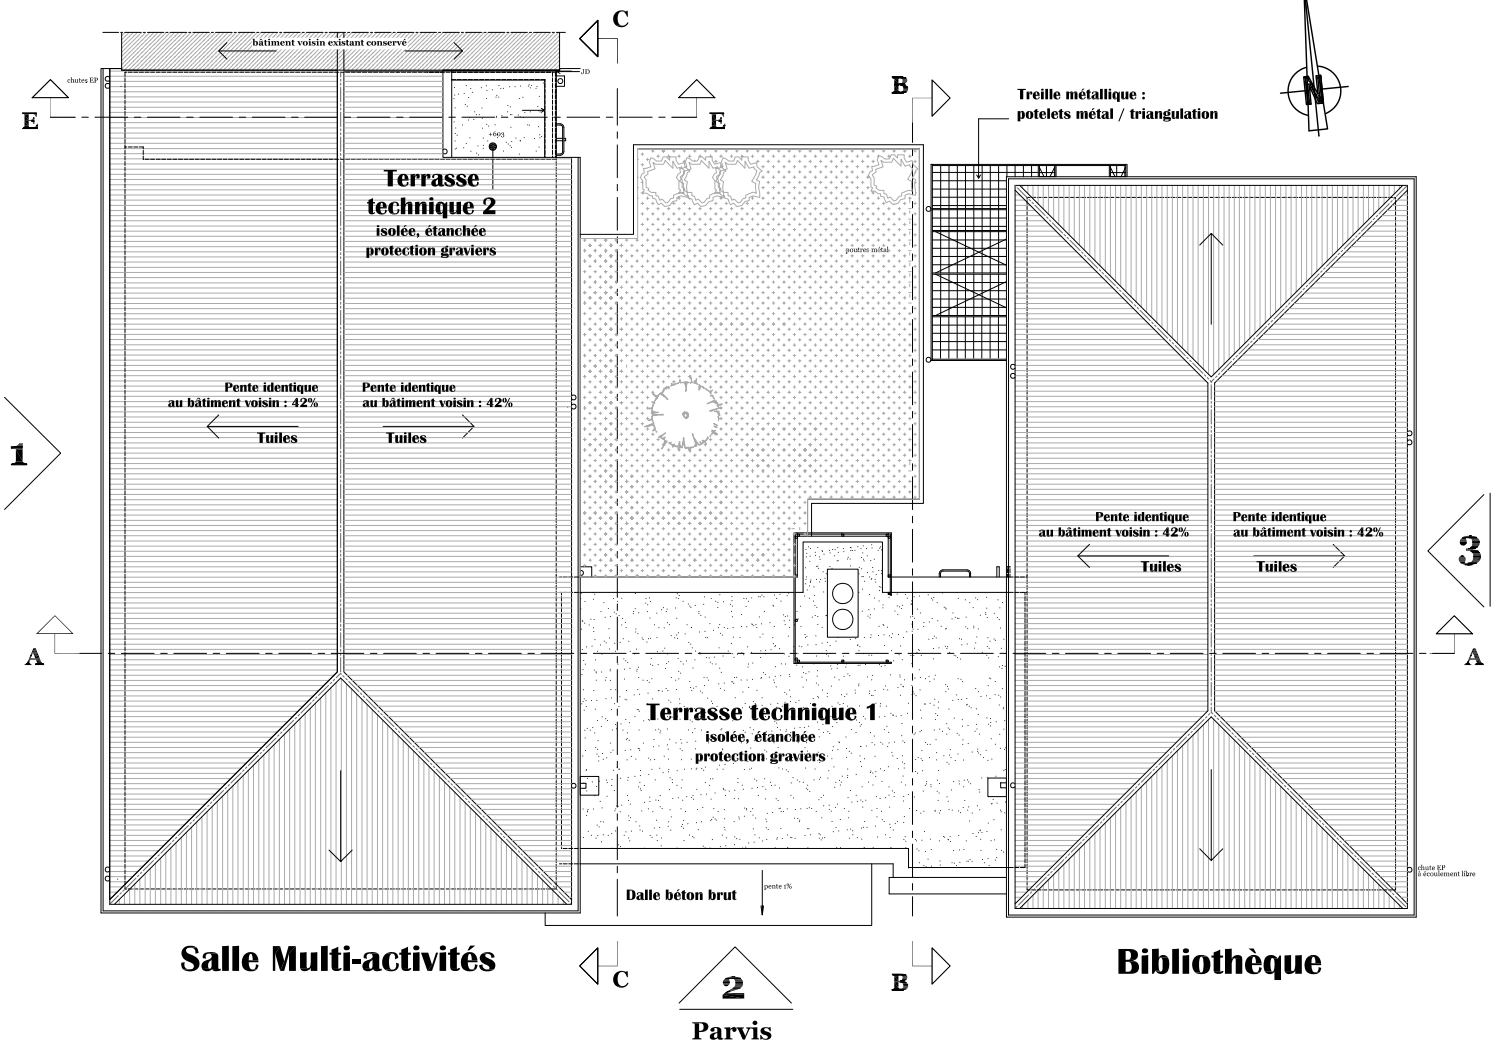 C
bâtiment voisin existant conservé
JD
chutes EP
E
E
B
N
Treille métallique :
potelets métal / triangulation
+603
Terrasse
technique 2
isolée, étanchée
protection graviers
poutres métal
Pente identique
au bâtiment voisin : 42%
Tuiles
Pente identique
au bâtiment voisin : 42%
Tuiles
1
Pente identique
au bâtiment voisin : 42%
Tuiles
Pente identique
au bâtiment voisin : 42%
Tuiles
3
A
A
Terrasse technique 1
isolée, étanchée
protection graviers
Dalle béton brut
pente 1%
chute EP
à écoulement libre
Salle Multi-activités
C
2
Parvis
B
Bibliothèque